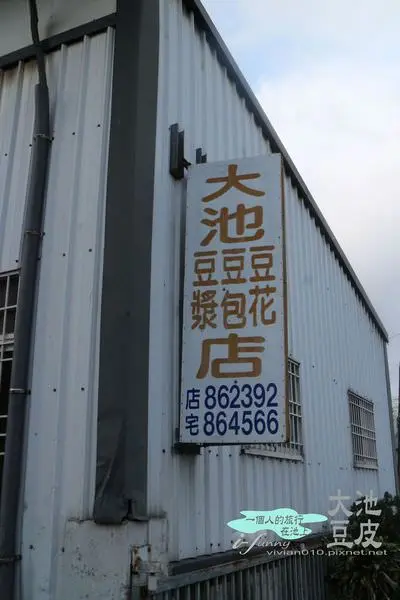 大池
豆花
豆包
豆漿
店
店 862392
宅 864566
大池
豆皮
一個人的旅行
在池上
vivian010.pixnet.net